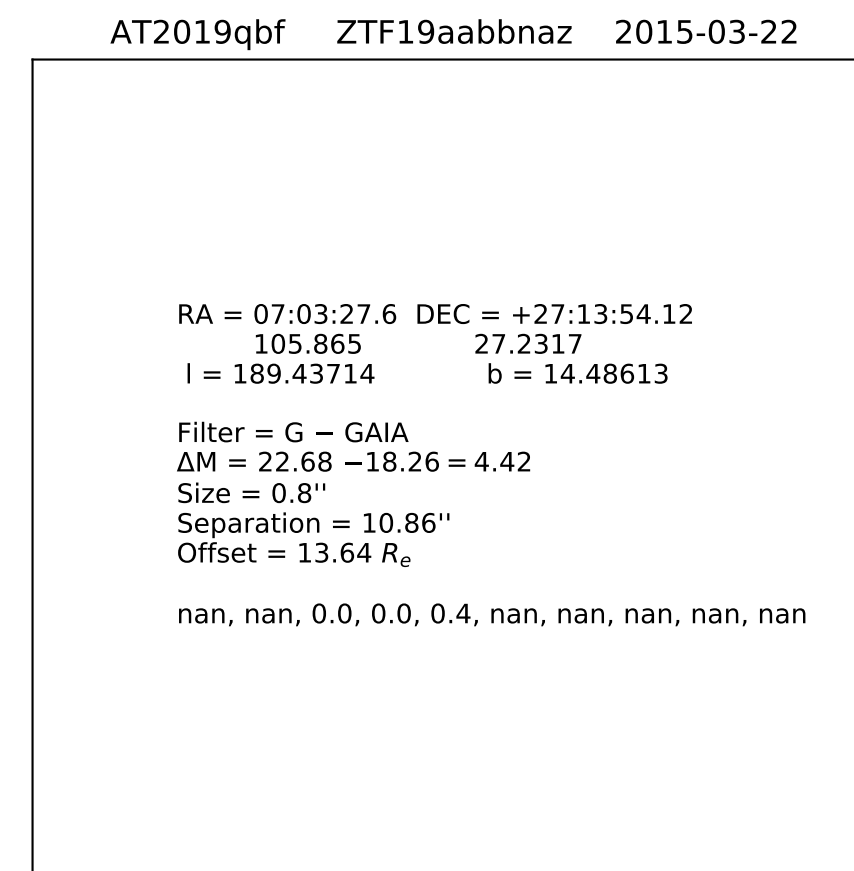 AT2019qbf ZTF19aabbnaz 2015-03-22
RA = 07:03:27.6 DEC = +27:13:54.12
105.865 27.2317
l = 189.43714 b = 14.48613
Filter = G − GAIA
ΔM = 22.68 −18.26 = 4.42
Size = 0.8''
Separation = 10.86''
Offset = 13.64 Re
nan, nan, 0.0, 0.0, 0.4, nan, nan, nan, nan, nan